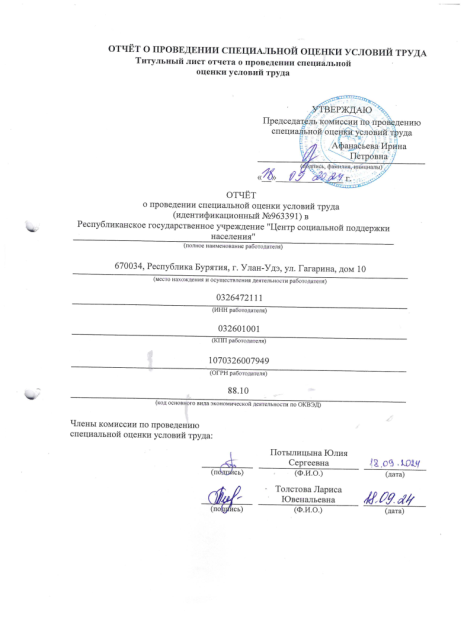 ОТЧЁТ О ПРОВЕДЕНИИ СПЕЦИАЛЬНОЙ ОЦЕНКИ УСЛОВИЙ ТРУДА
Титульный лист отчета о проведении специальной
оценки условий труда
УТВЕРЖДАЮ
Председатель комиссии по проведению
специальной оценки условий труда
Афанасьева Ирина
Петровна
(подпись, фамилия, инициалы)
«18» 09 2024 г.
ОТЧЁТ
о проведении специальной оценки условий труда
(идентификационный №963391) в
Республиканское государственное учреждение "Центр социальной поддержки
населения"
(полное наименование работодателя)
670034, Республика Бурятия, г. Улан-Удэ, ул. Гагарина, дом 10
(место нахождения и осуществления деятельности работодателя)
0326472111
(ИНН работодателя)
032601001
(КПП работодателя)
1070326007949
(ОГРН работодателя)
88.10
(код основного вида экономической деятельности по ОКВЭД)
Члены комиссии по проведению
специальной оценки условий труда:
Потылицына Юлия
Сергеевна 18.09.2024
(подпись) (Ф.И.О.) (дата)
Толстова Лариса
Ювенальевна 18.09.24
(подпись) (Ф.И.О.) (дата)